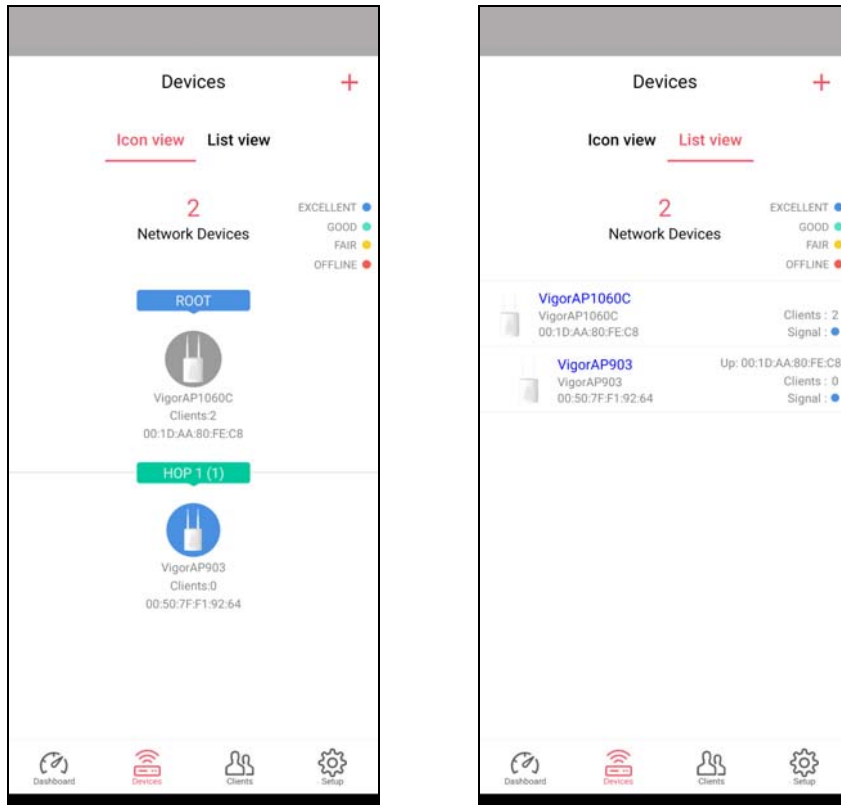 Devices
+
Icon view List view
2
Network Devices
EXCELLENT
GOOD
FAIR
OFFLINE
ROOT
VigorAP1060C
Clients:2
00:1D:AA:80:FE:C8
HOP 1 (1)
VigorAP903
Clients:0
00:50:7F:F1:92:64
Dashboard Devices Clients Setup
Devices
+
Icon view List view
2
Network Devices
EXCELLENT
GOOD
FAIR
OFFLINE
VigorAP1060C
VigorAP1060C Clients : 2
00:1D:AA:80:FE:C8 Signal :
VigorAP903 Up: 00:1D:AA:80:FE:C8
VigorAP903 Clients : 0
00:50:7F:F1:92:64 Signal :
Dashboard Devices Clients Setup